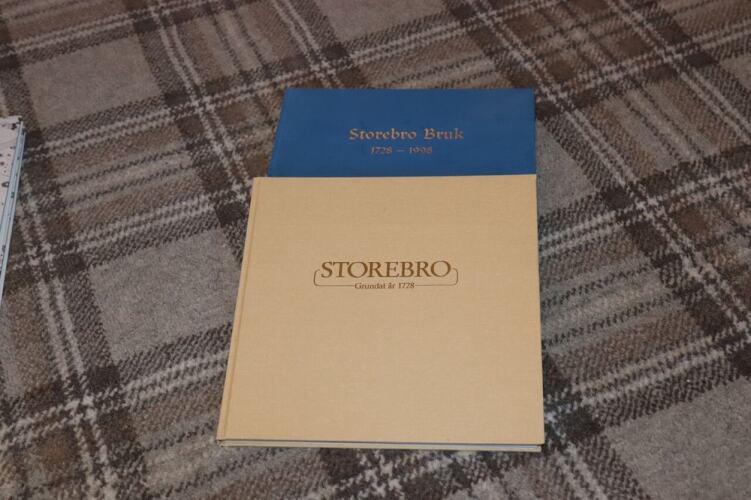 Storebro Bruk
1728 – 1998
STOREBRO
Grundat år 1728